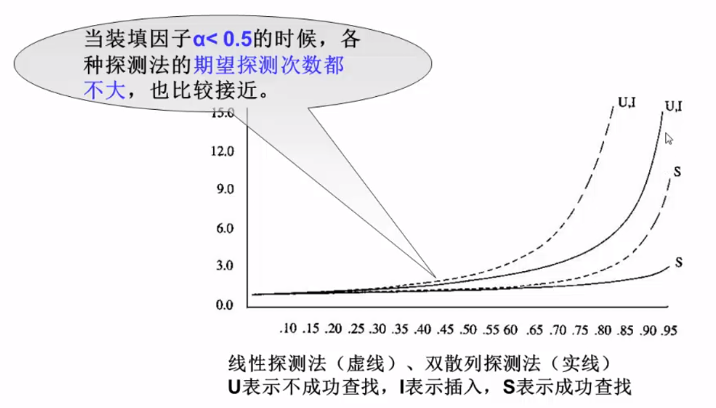 当装填因子α< 0.5的时候，各
种探测法的期望探测次数都
不大，也比较接近。
15.0
U,I
U,I
12.0
S
9.0
6.0
S
3.0
0.0
.10 .15 .20 .25 .30 .35 .40 .45 .50 .55 60 .65 .70 .75 .80 .85 .90 .95
线性探测法（虚线）、双散列探测法（实线）
U表示不成功查找，I表示插入，S表示成功查找